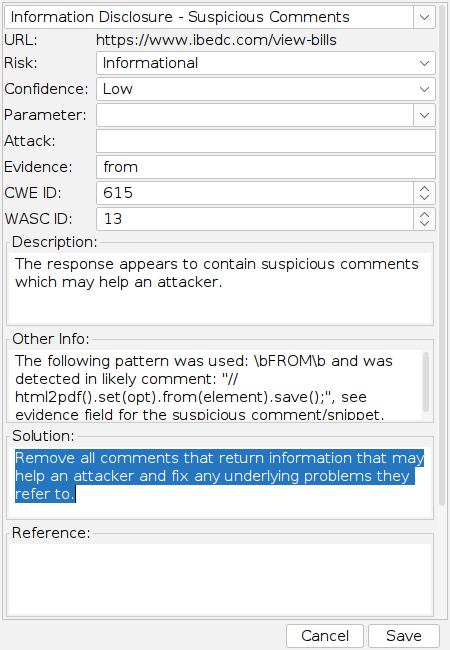 Information Disclosure - Suspicious Comments
URL: https://www.ibedc.com/view-bills
Risk: Informational
Confidence: Low
Parameter:
Attack:
Evidence: from
CWE ID: 615
WASC ID: 13
Description:
The response appears to contain suspicious comments
which may help an attacker.
Other Info:
The following pattern was used: \bFROM\b and was
detected in likely comment: "//
html2pdf().set(opt).from(element).save();", see
evidence field for the suspicious comment/snippet.
Solution:
Remove all comments that return information that may
help an attacker and fix any underlying problems they
refer to.
Reference:
Cancel Save